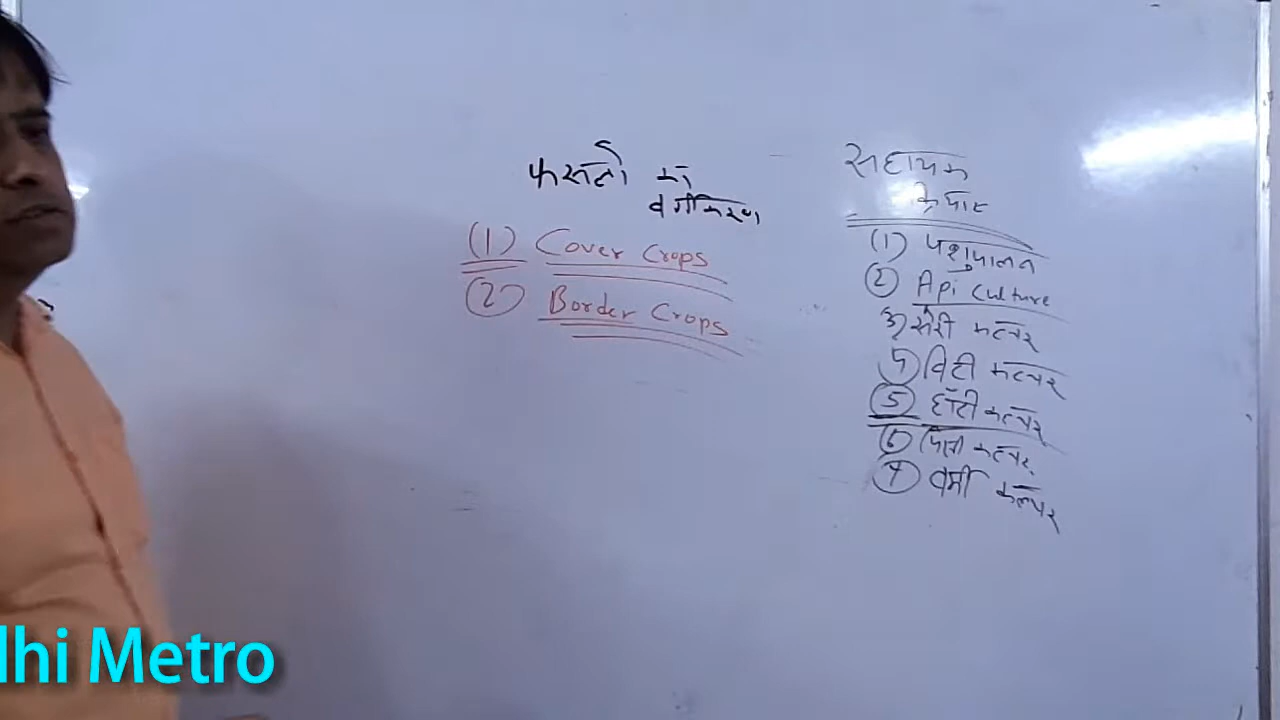 फसलों का
वर्गीकरण
(1) Cover Crops
(2) Border Crops
सहायक
(1) पशुपालन
(2) Api Culture
3) सेरी कल्चर
4) विटी कल्चर
(5) हॉर्टी कल्चर
(6) पिसी कल्चर
(7) वर्मी कल्चर
lhi Metro